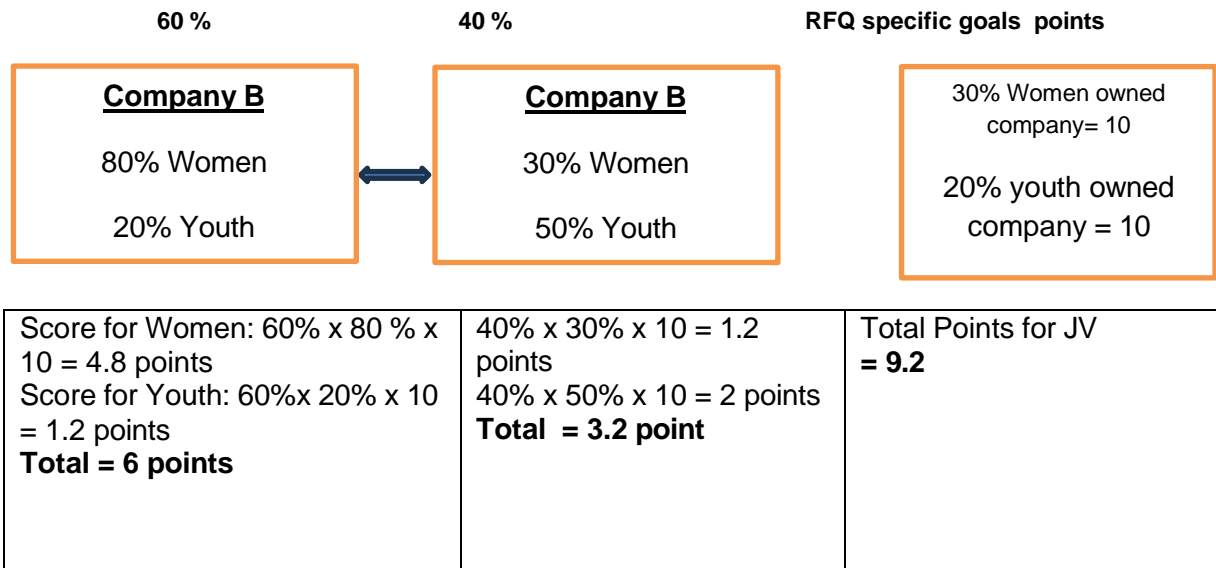 60 % 40 % RFQ specific goals points
Company B
80% Women
20% Youth
Company B
30% Women
50% Youth
30% Women owned
company= 10
20% youth owned
company = 10
Score for Women: 60% x 80 % x
10 = 4.8 points
Score for Youth: 60%x 20% x 10
= 1.2 points
Total = 6 points
40% x 30% x 10 = 1.2
points
40% x 50% x 10 = 2 points
Total = 3.2 point
Total Points for JV
= 9.2